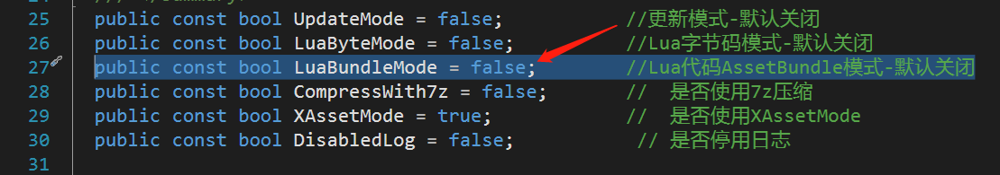 25 public const bool UpdateMode = false; //更新模式-默认关闭
26 public const bool LuaByteMode = false; //Lua字节码模式-默认关闭
27 public const bool LuaBundleMode = false; //Lua代码AssetBundle模式-默认关闭
28 public const bool CompressWith7z = false; // 是否使用7z压缩
29 public const bool XAssetMode = true; // 是否使用XAssetMode
30 public const bool DisabledLog = false; // 是否停用日志
31